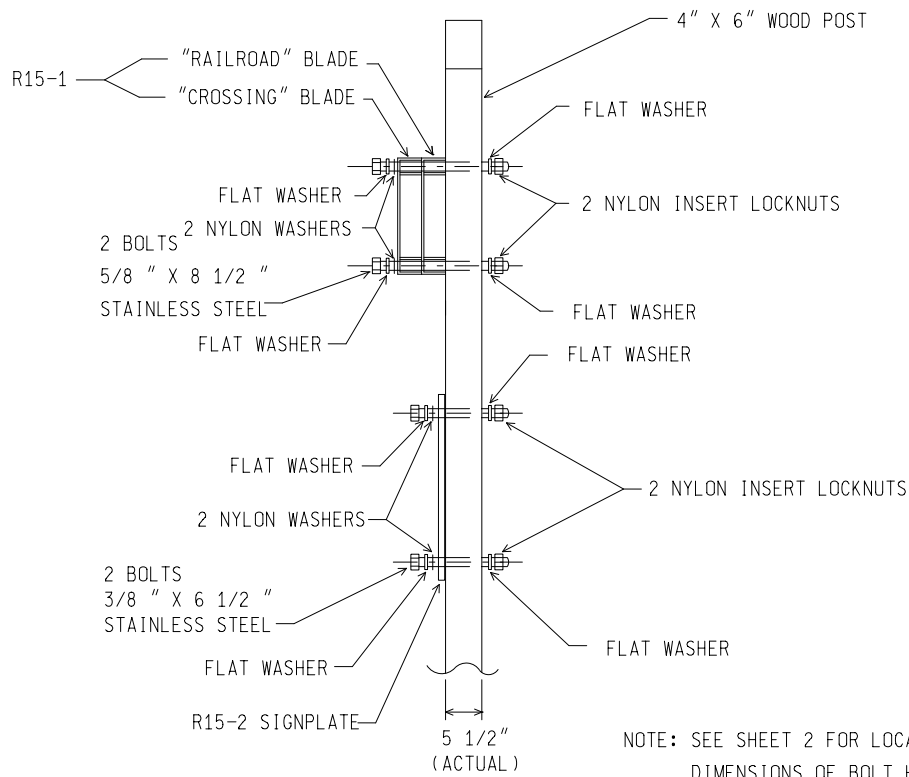 4" X 6" WOOD POST
"RAILROAD" BLADE
R15-1
"CROSSING" BLADE
FLAT WASHER
FLAT WASHER
2 NYLON INSERT LOCKNUTS
2 NYLON WASHERS
2 BOLTS
5/8 " X 8 1/2 "
STAINLESS STEEL
FLAT WASHER
FLAT WASHER
FLAT WASHER
FLAT WASHER
2 NYLON INSERT LOCKNUTS
2 NYLON WASHERS
2 BOLTS
3/8 " X 6 1/2 "
STAINLESS STEEL
FLAT WASHER
FLAT WASHER
R15-2 SIGNPLATE
5 1/2"
(ACTUAL)
NOTE: SEE SHEET 2 FOR
DIMENSIONS OF BOLT